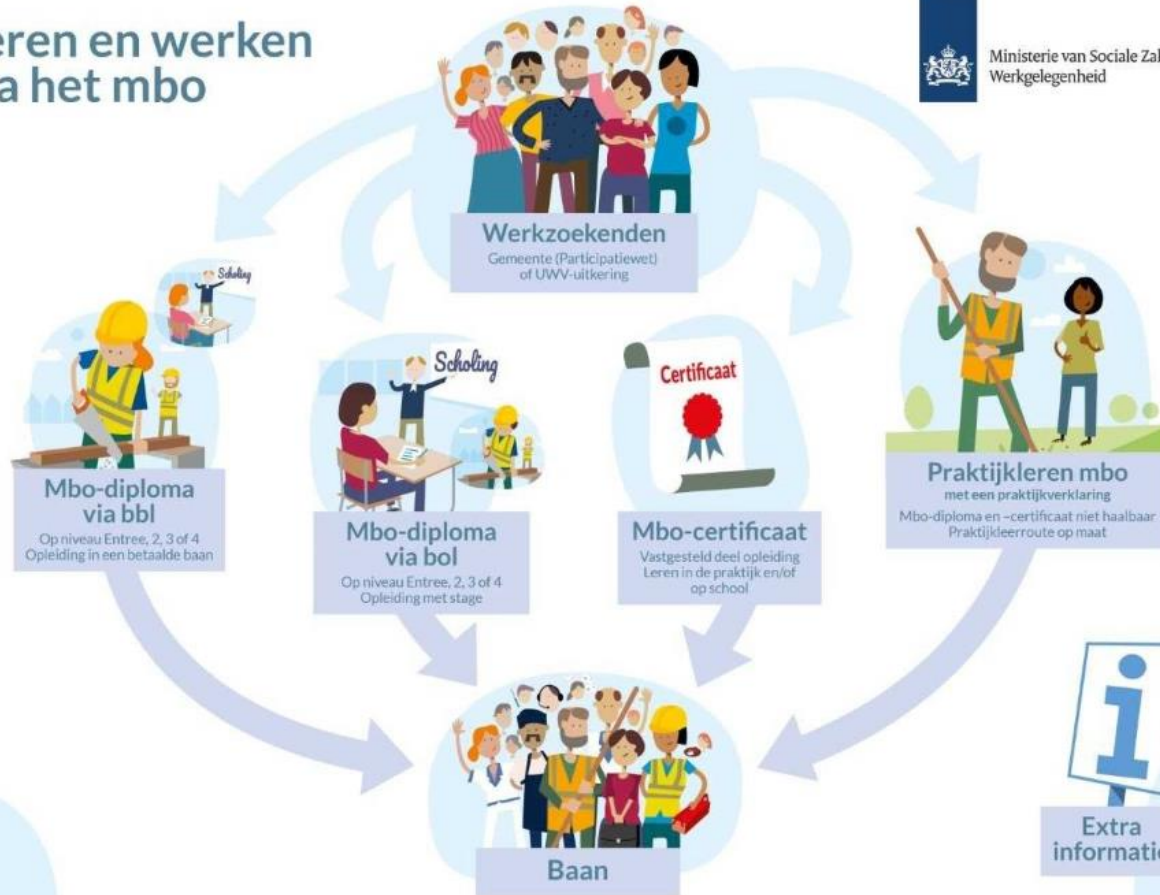 eren en werken
a het mbo
Ministerie van Sociale Zal
Werkgelegenheid
Werkzoekenden
Gemeente (Participatiewet)
of UWV-uitkering
Scholing
Mbo-diploma
via bbl
Op niveau Entree, 2, 3 of 4
Opleiding in een betaalde baan
Scholing
Mbo-diploma
via bol
Op niveau Entree, 2, 3 of 4
Opleiding met stage
Certificaat
Mbo-certificaat
Vastgesteld deel opleiding
Leren in de praktijk en/of
op school
Praktijkleren mbo
met een praktijkverklaring
Mbo-diploma en -certificaat niet haalbaar
Praktijkleerroute op maat
Baan
i
Extra
informatie